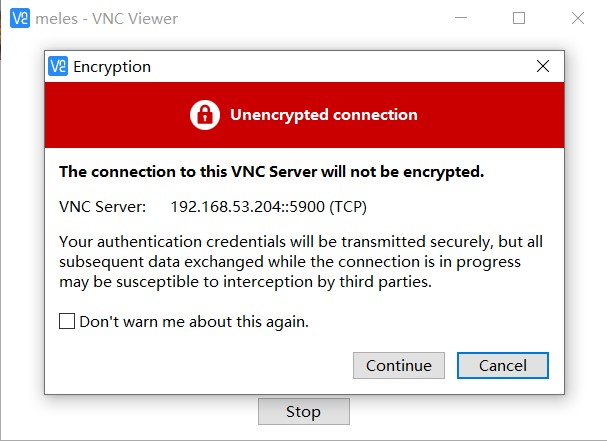 meles - VNC Viewer
Encryption
Unencrypted connection
The connection to this VNC Server will not be encrypted.
VNC Server: 192.168.53.204::5900 (TCP)
Your authentication credentials will be transmitted securely, but all
subsequent data exchanged while the connection is in progress
may be susceptible to interception by third parties.
Don't warn me about this again.
Continue Cancel
Stop